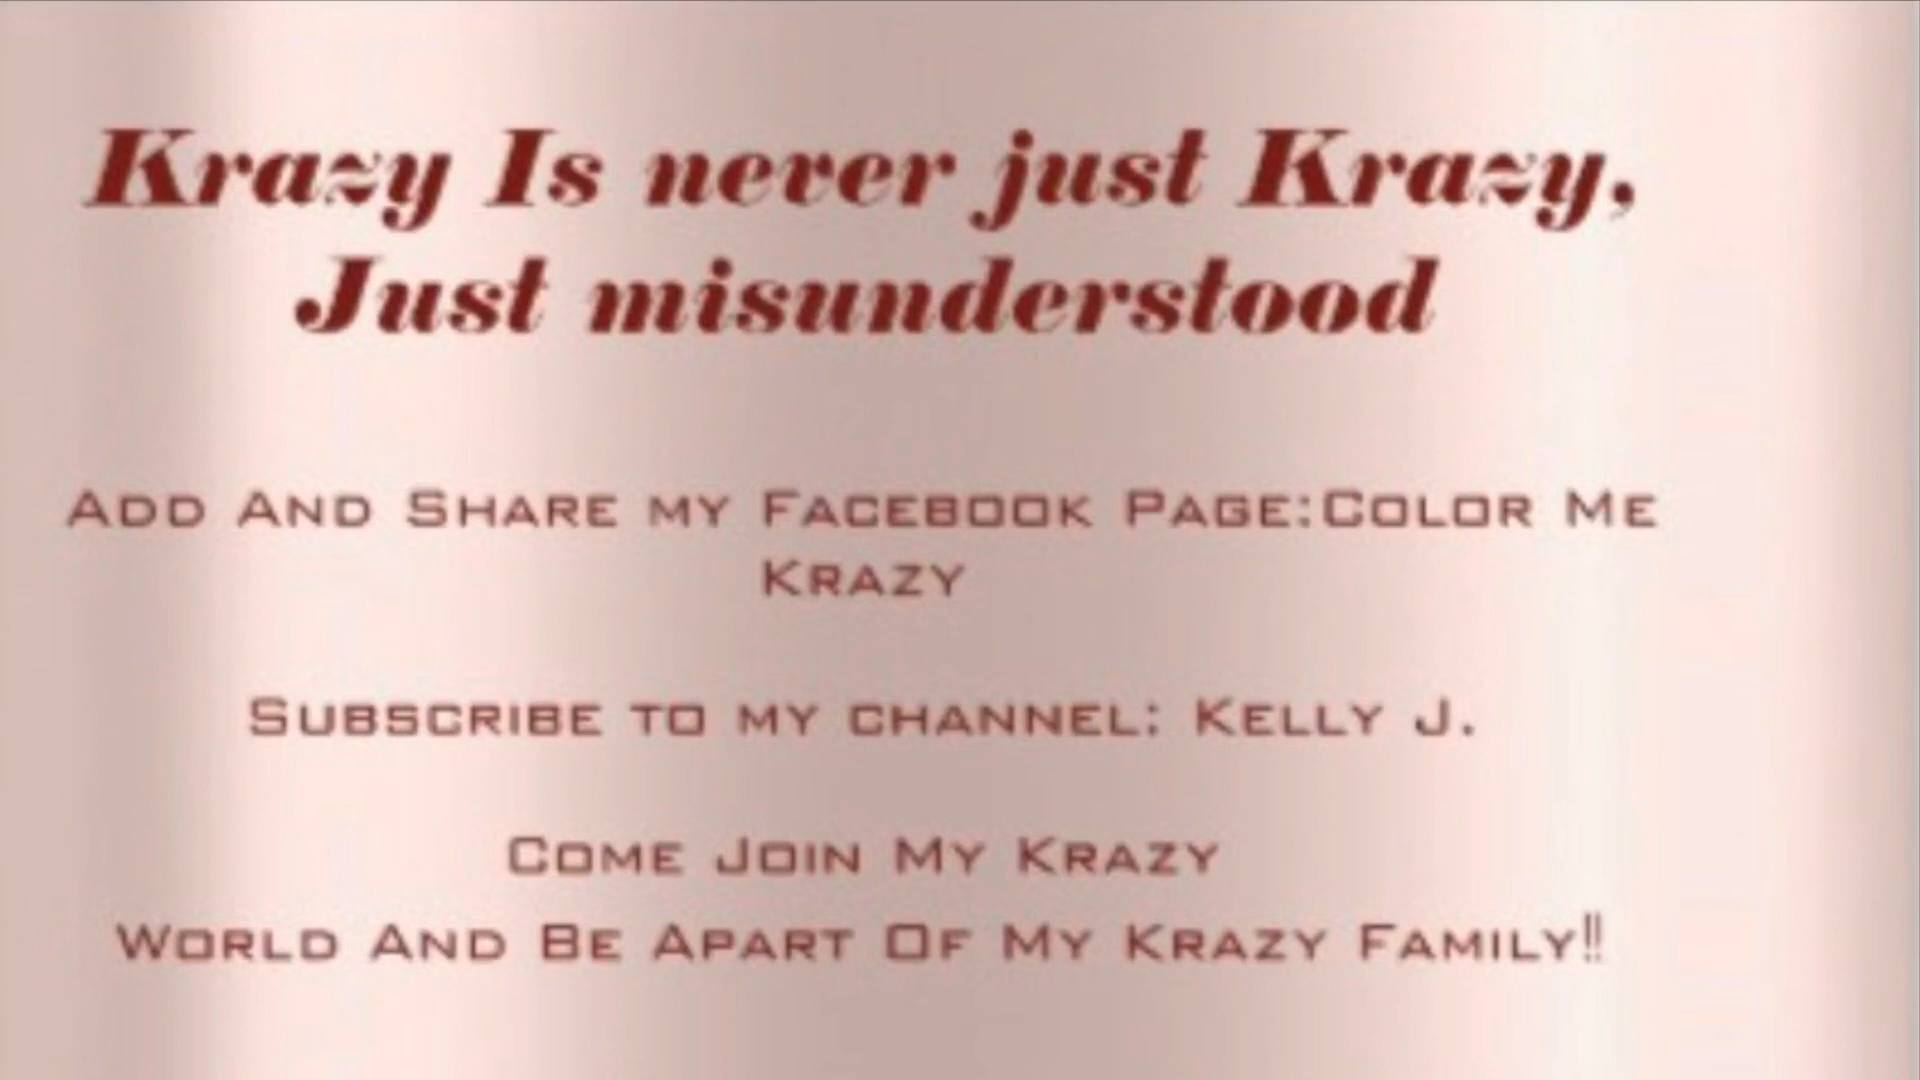 Krazy Is never just Krazy,
Just misunderstood
Add And Share my Facebook Page:Color Me
Krazy
Subscribe to my channel: Kelly J.
Come Join My Krazy
World And Be Apart Of My Krazy Family!!